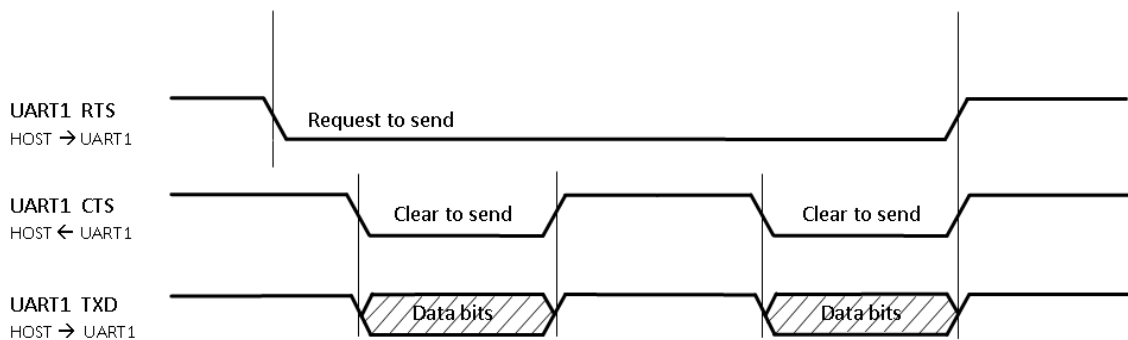 UART1 RTS
HOST → UART1
Request to send
UART1 CTS
HOST ← UART1
Clear to send
Clear to send
UART1 TXD
HOST → UART1
Data bits
Data bits